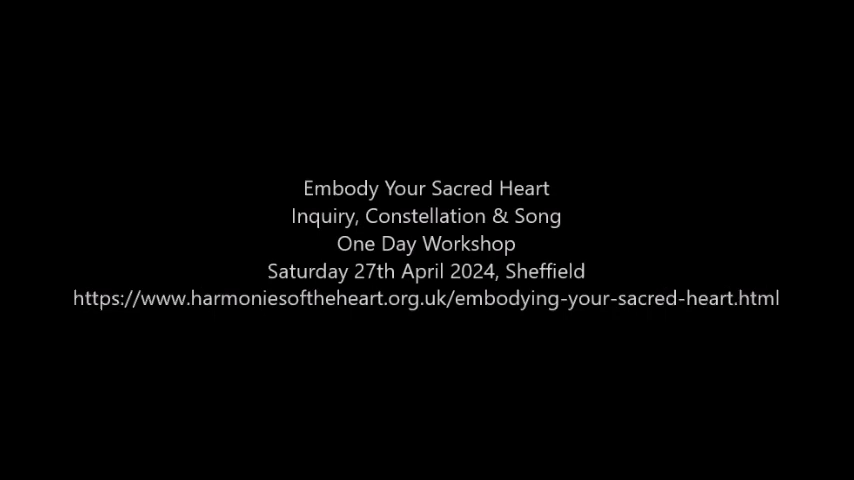 Embody Your Sacred Heart
Inquiry, Constellation & Song
One Day Workshop
Saturday 27th April 2024, Sheffield
https://www.harmoniesoftheheart.org.uk/embodying-your-sacred-heart.html